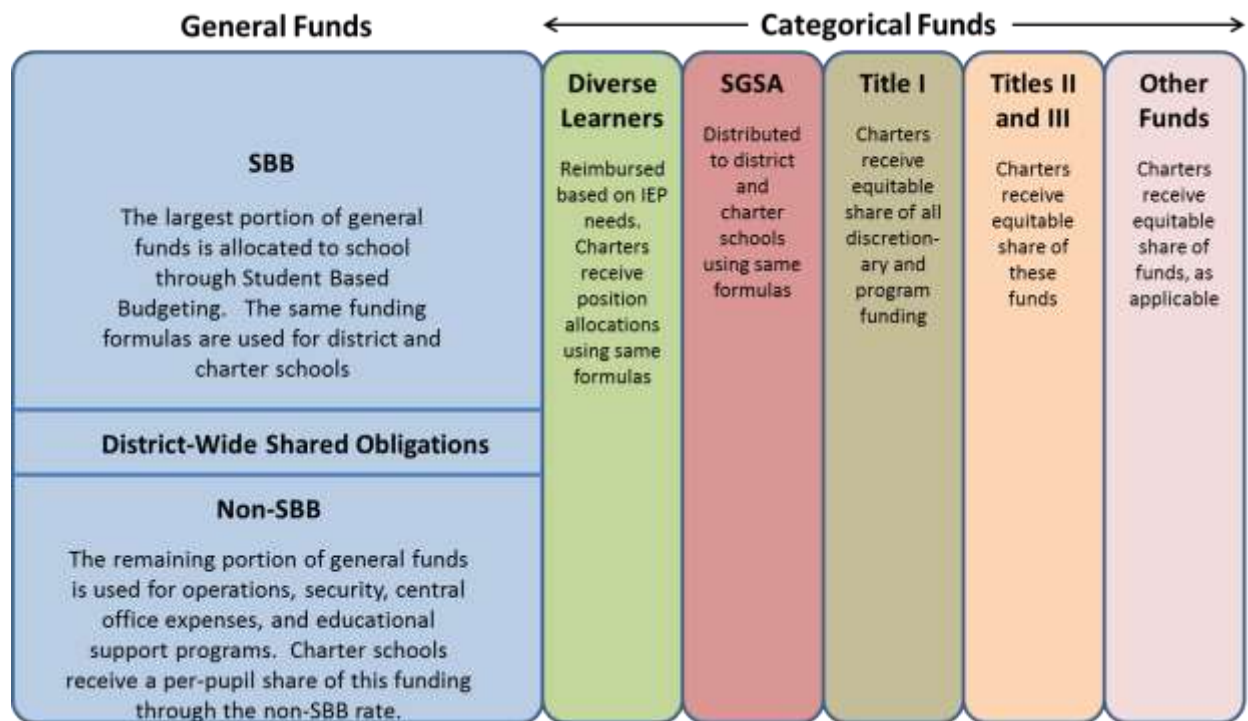 General Funds
Categorical Funds
SBB
The largest portion of general
funds is allocated to school
through Student Based
Budgeting. The same funding
formulas are used for district and
charter schools
District-Wide Shared Obligations
Non-SBB
The remaining portion of general funds
is used for operations, security, central
office expenses, and educational
support programs. Charter schools
receive a per-pupil share of this funding
through the non-SBB rate.
Diverse
Learners
Reimbursed
based on IEP
needs.
Charters
receive
position
allocations
using same
formulas
SGSA
Distributed
to district
and
charter
schools
using same
formulas
Title I
Charters
receive
equitable
share of all
discretion-
ary and
program
funding
Titles II
and III
Charters
receive
equitable
share of
these
funds
Other
Funds
Charters
receive
equitable
share of
funds, as
applicable